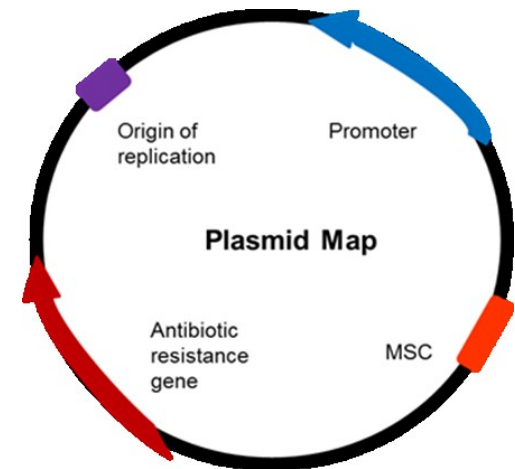 Origin of
replication
Promoter
Plasmid Map
Antibiotic
resistance
gene
MSC